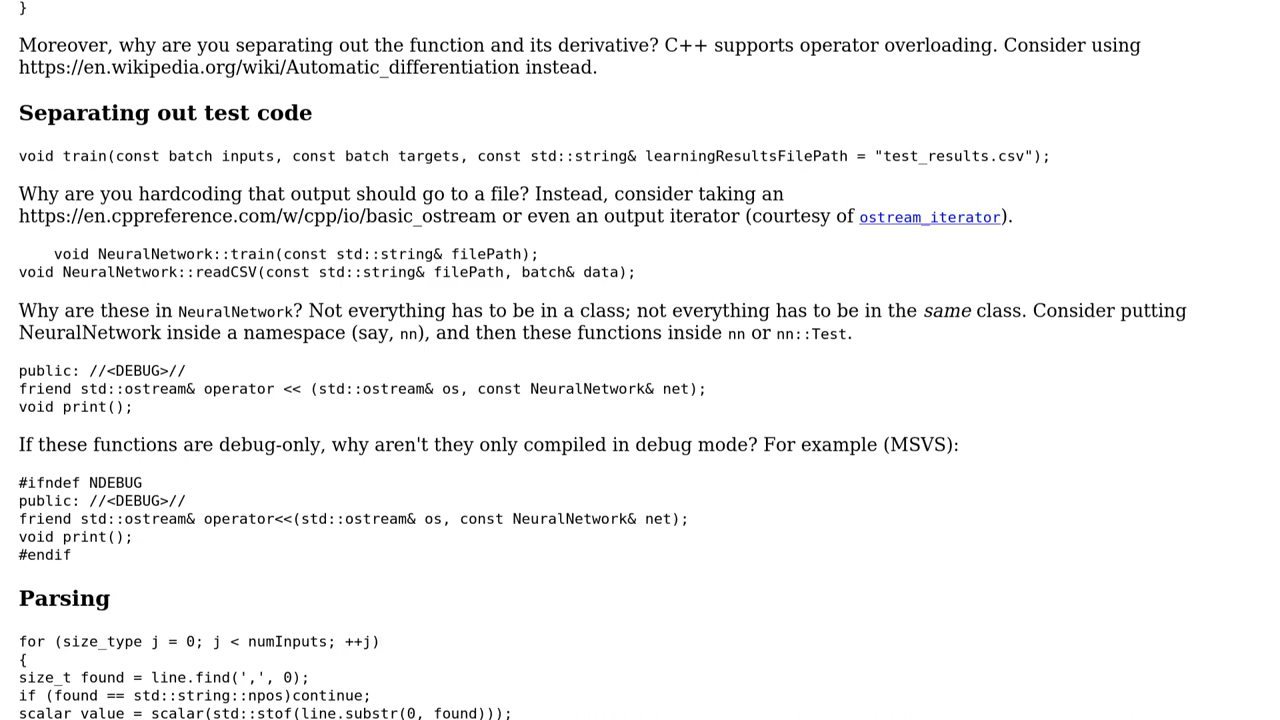 }
Moreover, why are you separating out the function and its derivative? C++ supports operator overloading. Consider using
https://en.wikipedia.org/wiki/Automatic_differentiation instead.
Separating out test code
void train(const batch inputs, const batch targets, const std::string& learningResultsFilePath = "test_results.csv");
Why are you hardcoding that output should go to a file? Instead, consider taking an
https://en.cppreference.com/w/cpp/io/basic_ostream or even an output iterator (courtesy of ostream_iterator).
    void NeuralNetwork::train(const std::string& filePath);
void NeuralNetwork::readCSV(const std::string& filePath, batch& data);
Why are these in NeuralNetwork? Not everything has to be in a class; not everything has to be in the same class. Consider putting
NeuralNetwork inside a namespace (say, nn), and then these functions inside nn or nn::Test.
public: //<DEBUG>//
friend std::ostream& operator << (std::ostream& os, const NeuralNetwork& net);
void print();
If these functions are debug-only, why aren't they only compiled in debug mode? For example (MSVS):
#ifndef NDEBUG
public: //<DEBUG>//
friend std::ostream& operator<<(std::ostream& os, const NeuralNetwork& net);
void print();
#endif
Parsing
for (size_type j = 0; j < numInputs; ++j)
{
size_t found = line.find(',', 0);
if (found == std::string::npos)continue;
scalar value = scalar(std::stof(line.substr(0, found)));